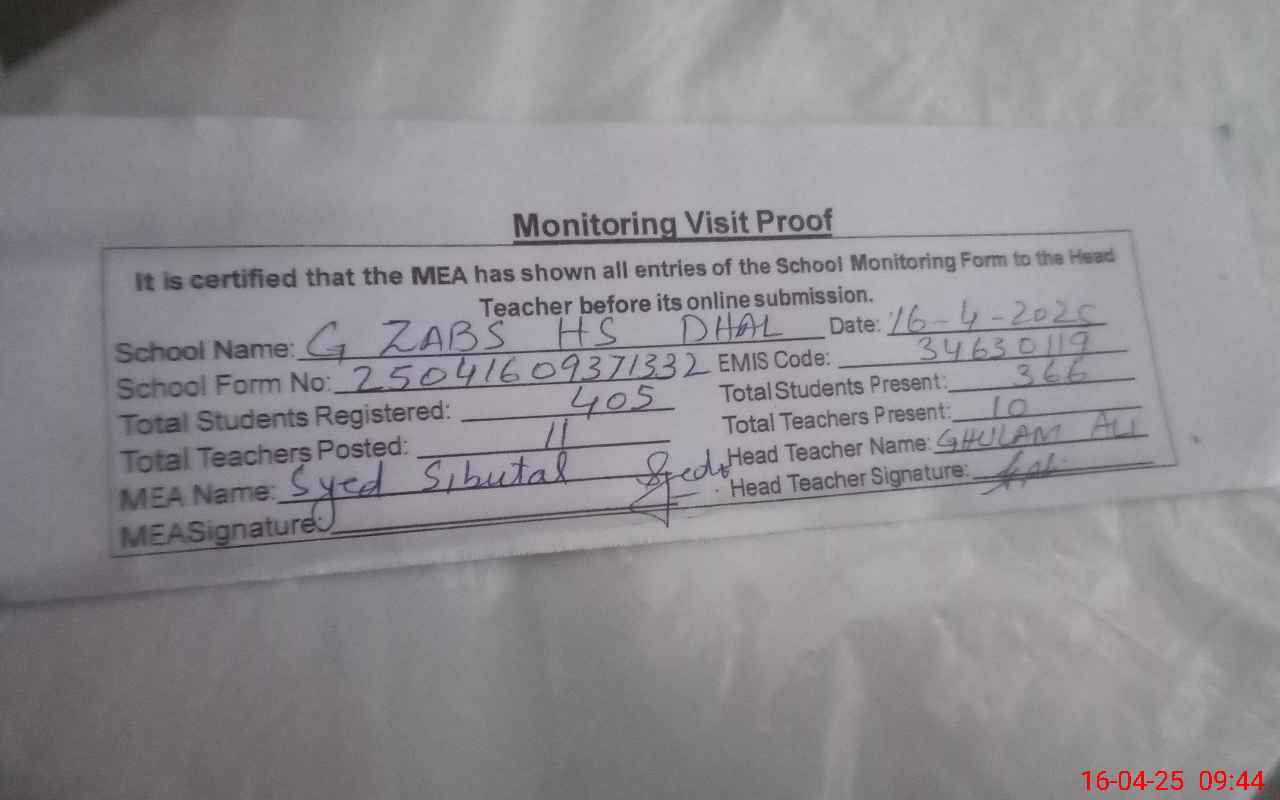 Monitoring Visit Proof
It is certified that the MEA has shown all entries of the School Monitoring Form to the Head
Teacher before its online submission.
School Name: G ZABS HS DHAL Date: 16-4-2025
School Form No: 25041609371332 EMIS Code: 34630119
Total Students Registered: 405 Total Students Present: 366
Total Teachers Posted: 11 Total Teachers Present: 10
MEA Name: Syed Sibutal Head Teacher Name: GHULAM ALI
MEASignature: Head Teacher Signature:
16-04-25 09:44